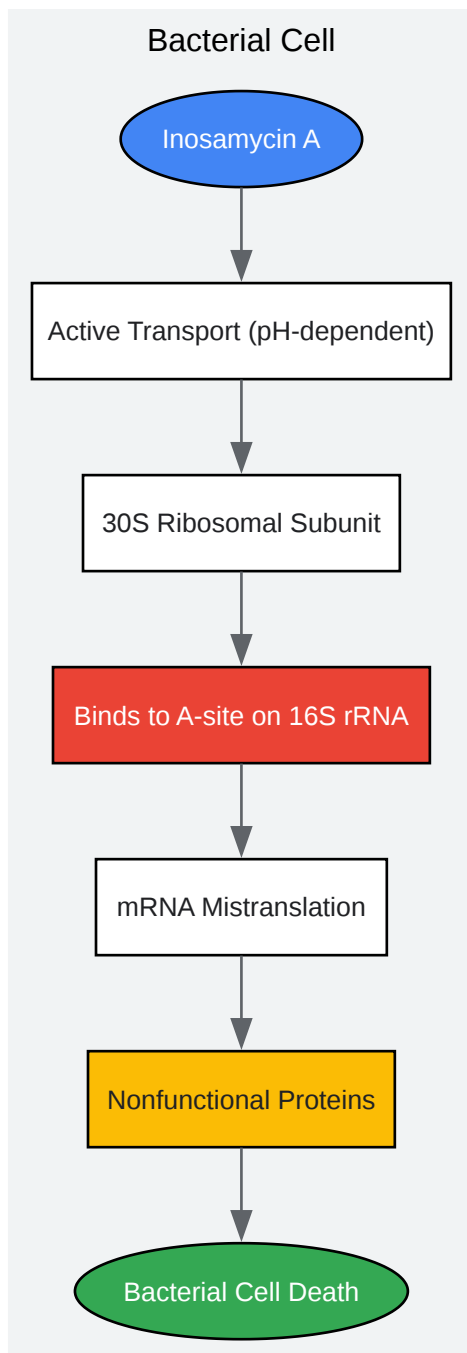 Bacterial Cell
Inosamycin A
Active Transport (pH-dependent)
30S Ribosomal Subunit
Binds to A-site on 16S rRNA
mRNA Mistranslation
Nonfunctional Proteins
Bacterial Cell Death